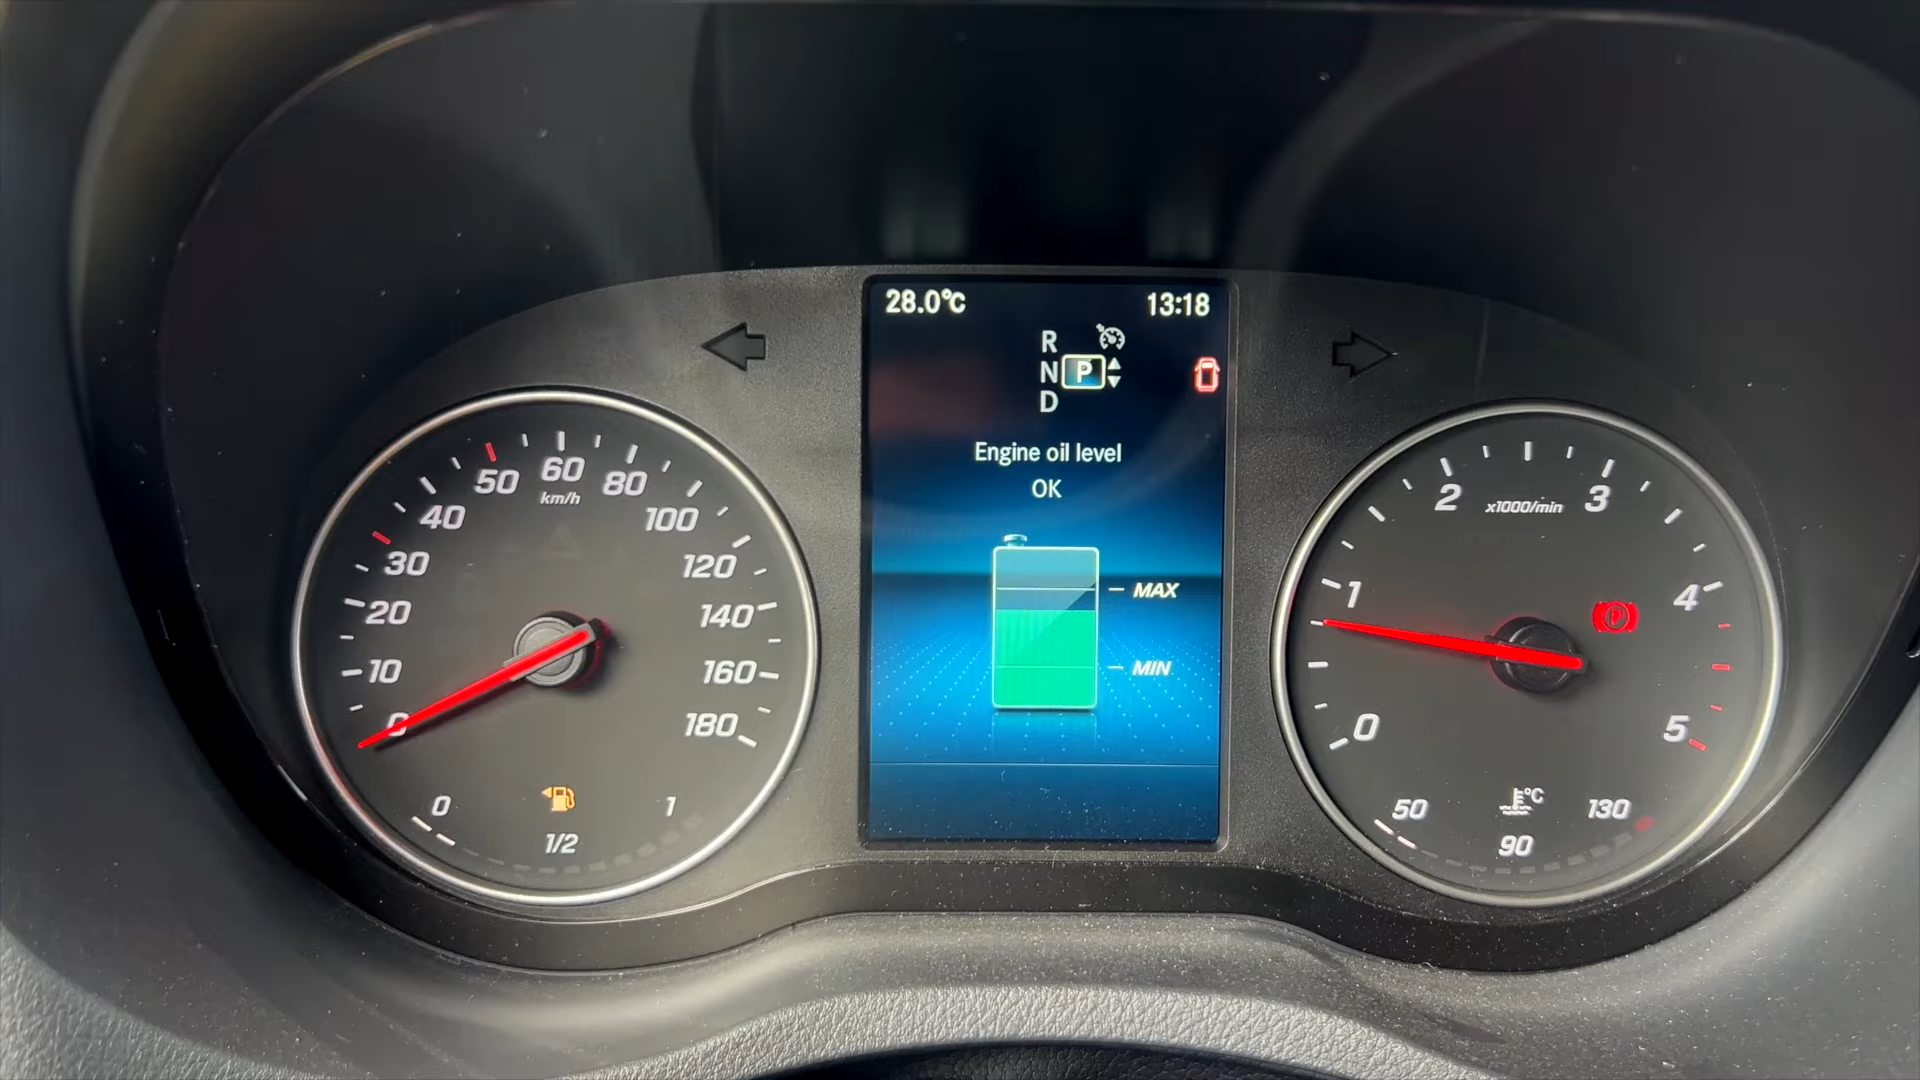 28.0°C 13:18
R
N P
D
Engine oil level
OK
MAX
MIN
0 10 20 30 40 50 60 80 100 120 140 160 180
km/h
0 1/2 1
0 1 2 3 4 5
x1000/min
P
°C
50 90 130